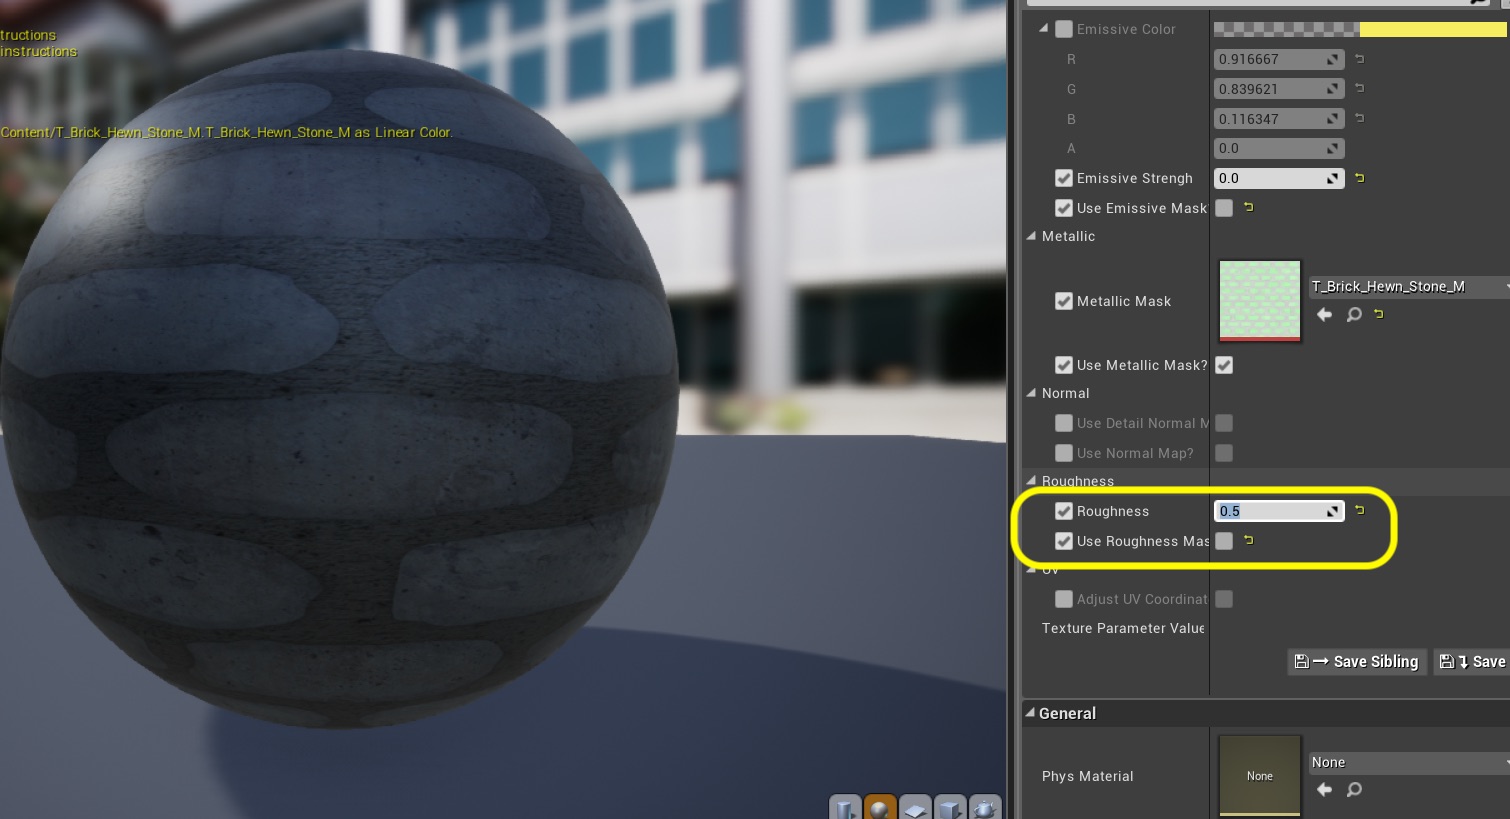 tructions
instructions
Content/T_Brick_Hewn_Stone_M.T_Brick_Hewn_Stone_M as Linear Color.
Emissive Color
R 0.916667
G 0.839621
B 0.116347
A 0.0
Emissive Strengh 0.0
Use Emissive Mask
Metallic
Metallic Mask
T_Brick_Hewn_Stone_M
Use Metallic Mask?
Normal
Use Detail Normal M
Use Normal Map?
Roughness
Roughness 0.5
Use Roughness Mas
UV
Adjust UV Coordinat
Texture Parameter Value
Save Sibling Save
General
Phys Material
None
None